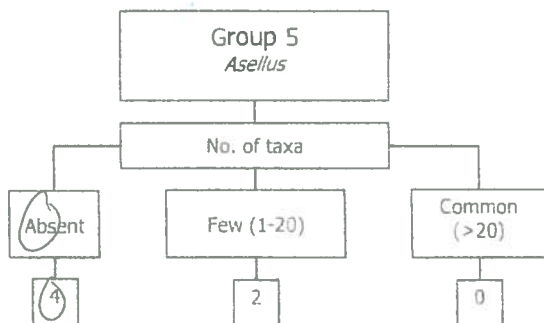 Group 5
Asellus
No. of taxa
Absent
Few (1-20)
Common
(>20)
4
2
0